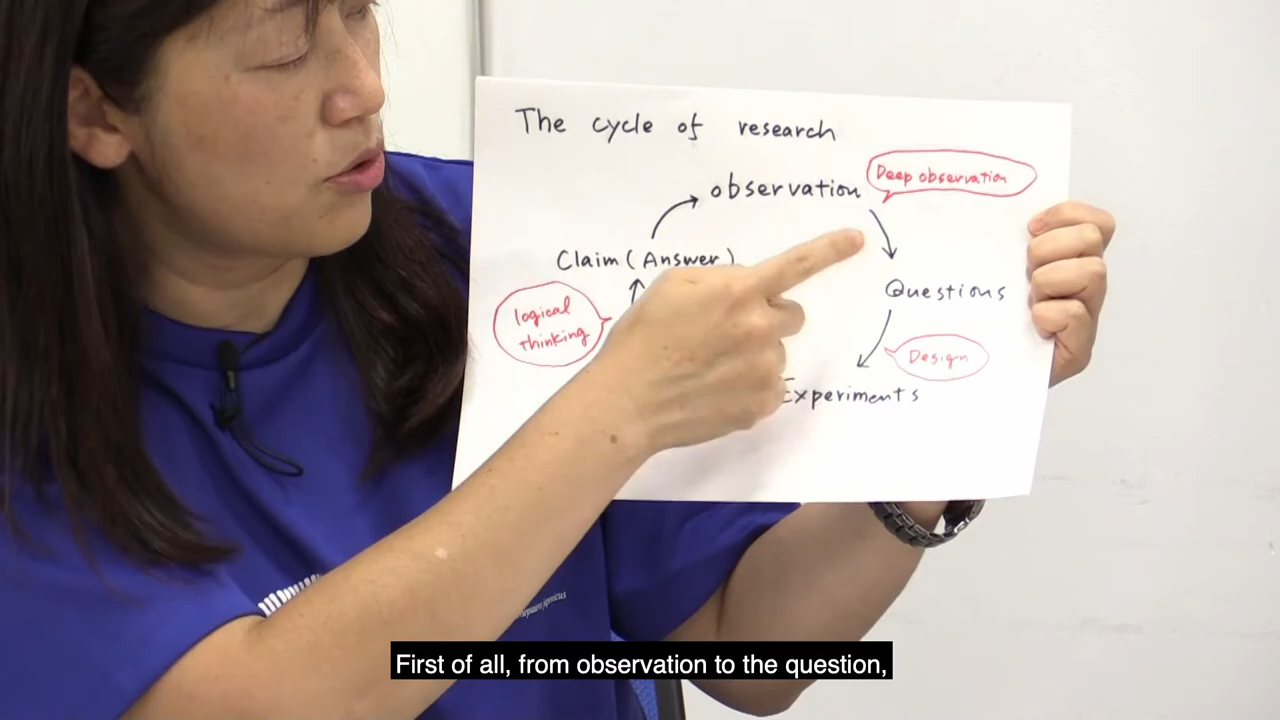 The cycle of research
observation
Deep observation
Claim (Answer)
Questions
logical
thinking
Design
Experiments
First of all, from observation to the question,